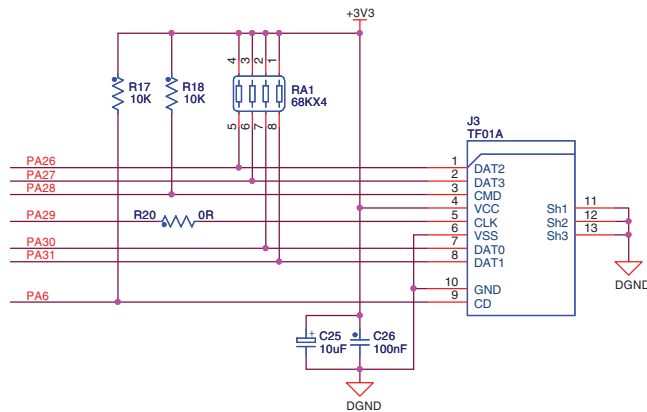 +3V3
4 3 2 1
R17
10K
R18
10K
RA1
68KX4
5 6 7 8
J3
TF01A
PA26
1
DAT2
PA27
2
DAT3
PA28
3
CMD
4
VCC
Sh1
11
PA29
R20
0R
5
CLK
Sh2
12
6
VSS
Sh3
13
PA30
7
DAT0
PA31
8
DAT1
DGND
10
GND
PA6
9
CD
+
C25
10uF
C26
100nF
DGND